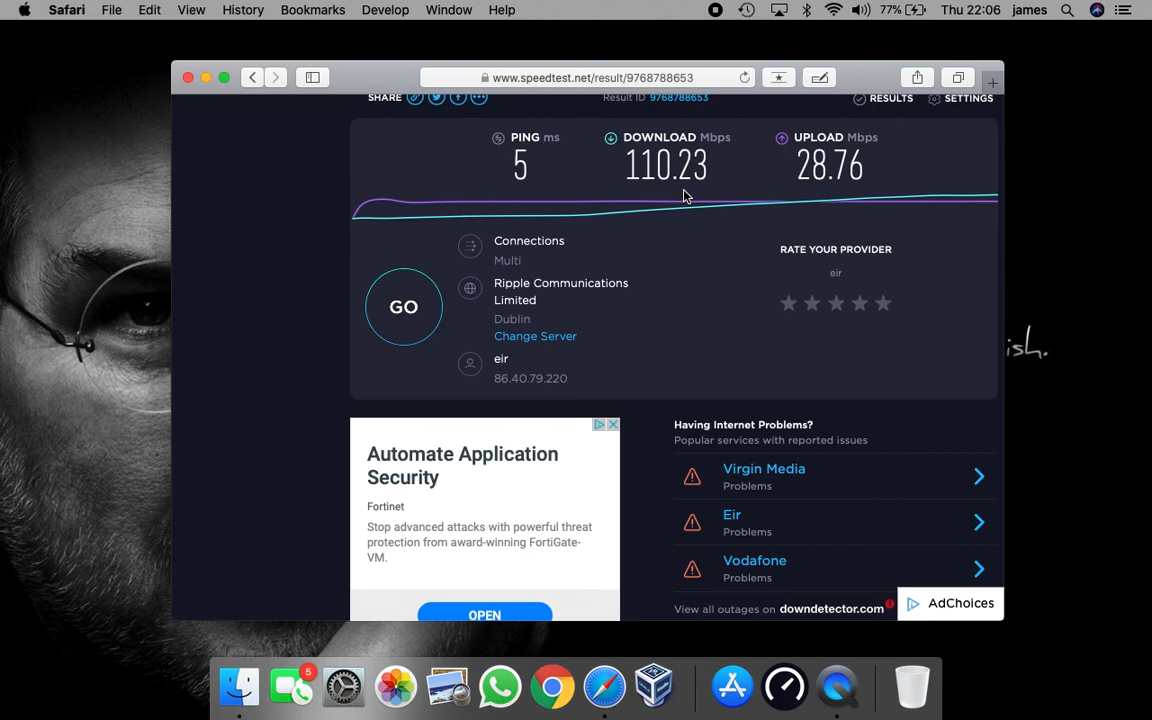 Safari File Edit View History Bookmarks Develop Window Help 77% Thu 22:06 james
www.speedtest.net/result/9768788653
SHARE Result ID 9768788653 RESULTS SETTINGS
PING ms DOWNLOAD Mbps UPLOAD Mbps
5 110.23 28.76
Connections
Multi
Ripple Communications
Limited
Dublin
Change Server
eir
86.40.79.220
GO
RATE YOUR PROVIDER
eir
ish.
Automate Application
Security
Fortinet
Stop advanced attacks with powerful threat
protection from award-winning FortiGate-
VM.
OPEN
Having Internet Problems?
Popular services with reported issues
Virgin Media
Problems
Eir
Problems
Vodafone
Problems
View all outages on downdetector.com
AdChoices
5